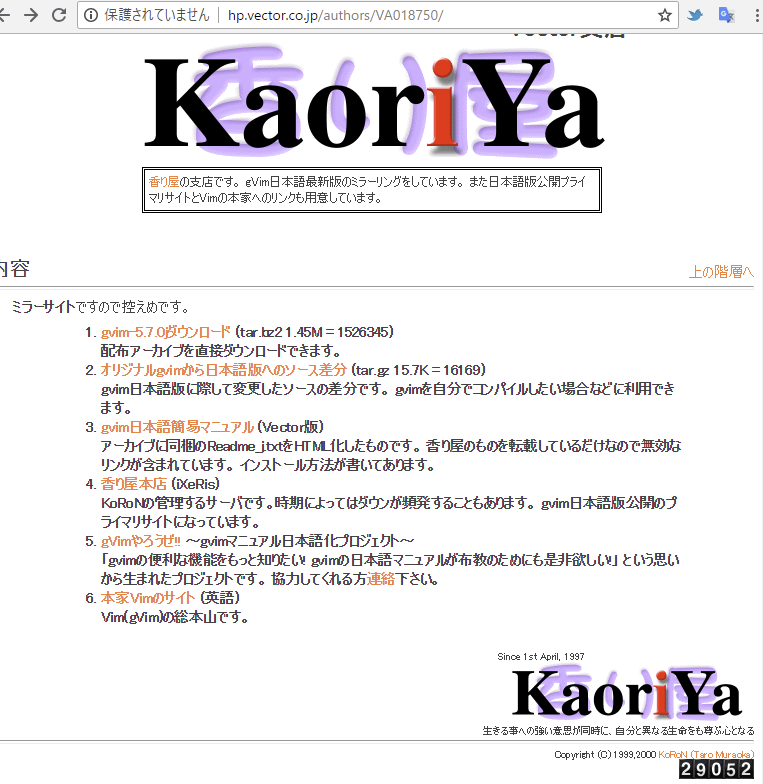 保護されていません hp.vector.co.jp/authors/VA018750/
香り屋
KaoriYa
香り屋の支店です。gVim日本語最新版のミラーリングをしています。また日本語版公開プライ
マリサイトとVimの本家へのリンクも用意しています。
内容
上の階層へ
ミラーサイトですので控えめです。
1. gvim-5.7.0jダウンロード (tar.bz2 1.45M = 1526345)
配布アーカイブを直接ダウンロードできます。
2. オリジナルgvimから日本語版へのソース差分 (tar.gz 15.7K = 16169)
gvim日本語版に際して変更したソースの差分です。gvimを自分でコンパイルしたい場合などに利用でき
ます。
3. gvim日本語簡易マニュアル (Vector版)
アーカイブに同梱のReadme_j.txtをHTML化したものです。香り屋のものを転載しているだけなので無効な
リンクが含まれています。インストール方法が書いてあります。
4. 香り屋本店 (iXeRis)
KoRoNの管理するサーバです。時期によってはダウンが頻発することもあります。gvim日本語版公開のプ
ライマリサイトになっています。
5. gVimやろうぜ!! ～gvimマニュアル日本語化プロジェクト～
「gvimの便利な機能をもっと知りたい! gvimの日本語マニュアルが布教のためにも是非欲しい!」という思い
から生まれたプロジェクトです。協力してくれる方連絡下さい。
6. 本家Vimのサイト (英語)
Vim(gVim)の総本山です。
Since 1st April, 1997
香り屋
KaoriYa
生きる事への強い意思が同時に、自分と異なる生命をも尊ぶ心となる
Copyright (C) 1999,2000 KoRoN (Taro Muraoka)
29052